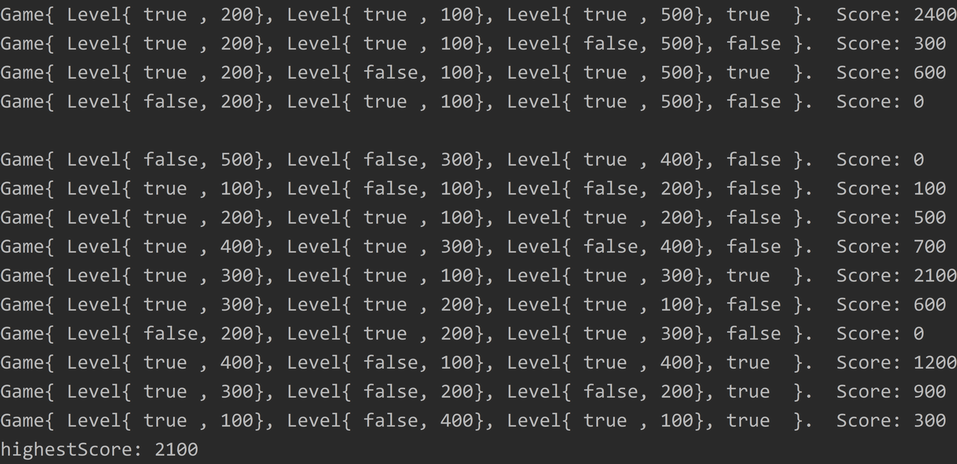 Game{ Level{ true , 200}, Level{ true , 100}, Level{ true , 500}, true  }.  Score: 2400
Game{ Level{ true , 200}, Level{ true , 100}, Level{ false, 500}, false }.  Score: 300
Game{ Level{ true , 200}, Level{ false, 100}, Level{ true , 500}, true  }.  Score: 600
Game{ Level{ false, 200}, Level{ true , 100}, Level{ true , 500}, false }.  Score: 0

Game{ Level{ false, 500}, Level{ false, 300}, Level{ true , 400}, false }.  Score: 0
Game{ Level{ true , 100}, Level{ false, 100}, Level{ false, 200}, false }.  Score: 100
Game{ Level{ true , 200}, Level{ true , 100}, Level{ true , 200}, false }.  Score: 500
Game{ Level{ true , 400}, Level{ true , 300}, Level{ false, 400}, false }.  Score: 700
Game{ Level{ true , 300}, Level{ true , 100}, Level{ true , 300}, true  }.  Score: 2100
Game{ Level{ true , 300}, Level{ true , 200}, Level{ true , 100}, false }.  Score: 600
Game{ Level{ false, 200}, Level{ true , 200}, Level{ true , 300}, false }.  Score: 0
Game{ Level{ true , 400}, Level{ false, 100}, Level{ true , 400}, true  }.  Score: 1200
Game{ Level{ true , 300}, Level{ false, 200}, Level{ false, 200}, true  }.  Score: 900
Game{ Level{ true , 100}, Level{ false, 400}, Level{ true , 100}, true  }.  Score: 300
highestScore: 2100